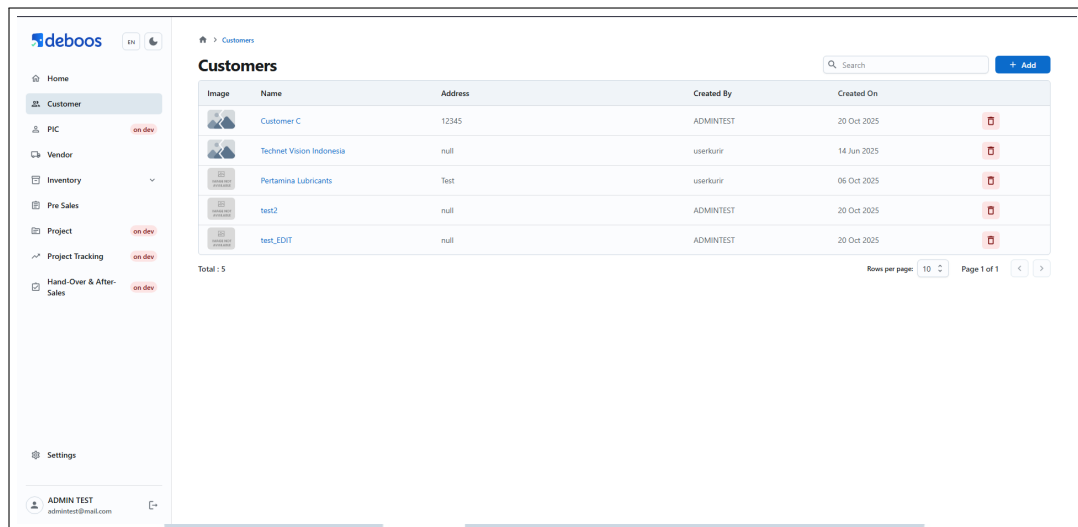 deboos
EN
Home
Customer
PIC on dev
Vendor
Inventory
Pre Sales
Project on dev
Project Tracking on dev
Hand-Over & After-
Sales
on dev
Settings
ADMIN TEST
admintest@mail.com
> Customers
Customers
Search
+ Add
Image Name Address Created By Created On
Customer C 12345 ADMINTEST 20 Oct 2025
Technet Vision Indonesia null userkurir 14 Jun 2025
Pertamina Lubricants Test userkurir 06 Oct 2025
test2 null ADMINTEST 20 Oct 2025
test_EDIT null ADMINTEST 20 Oct 2025
Total : 5
Rows per page: 10 Page 1 of 1 < >